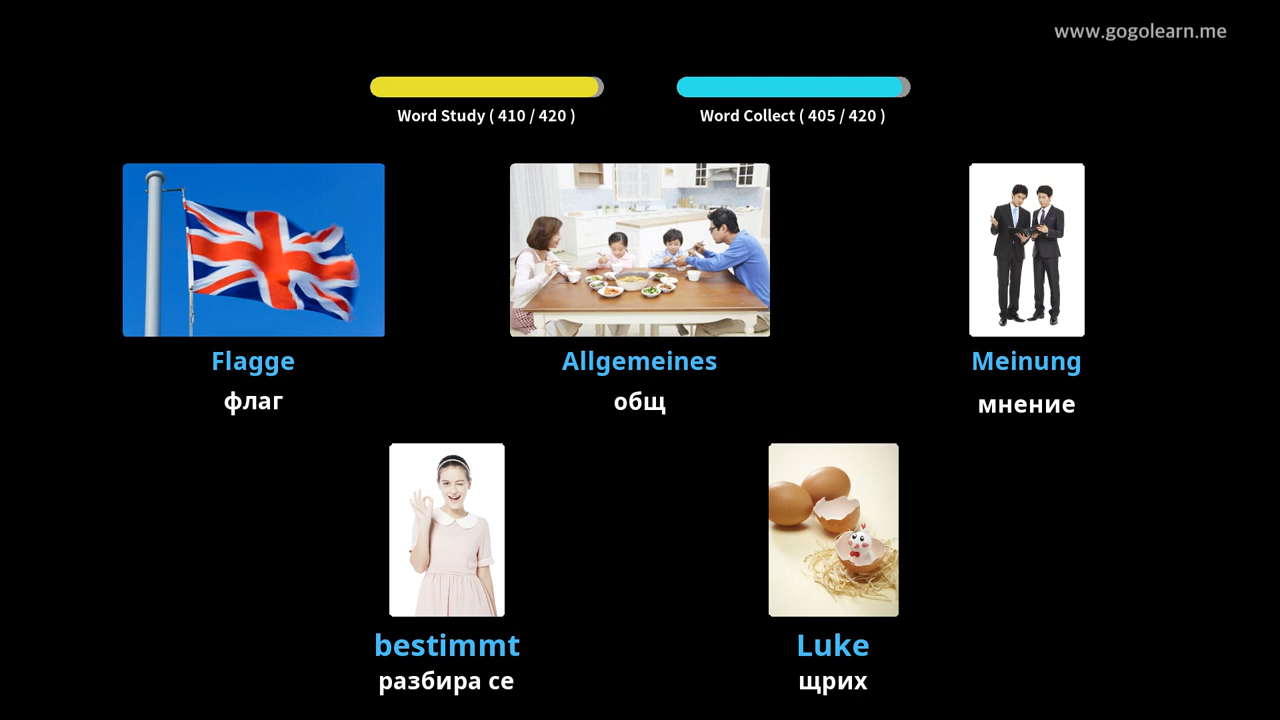 www.gogolearn.me
Word Study ( 410 / 420 )
Word Collect ( 405 / 420 )
Flagge
Allgemeines
Meinung
флаг
общ
мнение
bestimmt
Luke
разбира се
щрих